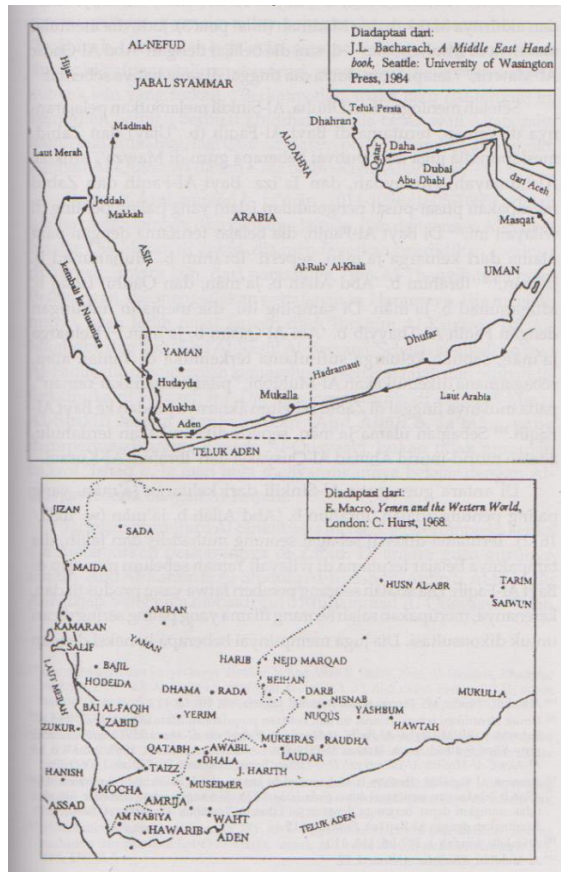 AL-NEFUD
Hijaz
JABAL SYAMMAR
Madinah
AL-DAHNA
Laut Merah
Jeddah
Makkah
ARABIA
ASIR
Al-Rub' Al-Khali
UMAN
Kembali ke Nusantara
Dhufar
YAMAN
Hadramaut
Hudayda
Mukalla
Laut Arabia
Mukha
Aden
TELUK ADEN
Diadaptasi dari:
J.L. Bacharach, A Middle East Hand-
book, Seattle: University of Wasington
Press, 1984
Teluk Persia
Dhahran
Qatar
Daha
Dubai
Abu Dhabi
dari Aceh
Masqat
Diadaptasi dari:
E. Macro, Yemen and the Western World,
London: C. Hurst, 1968.
JIZAN
SADA
MAIDA
HUSN AL-ABR
TARIM
SAIWUN
AMRAN
KAMARAN
YAMAN
SALIF
BAJIL
HARIB
NEJD MARQAD
LAUT MERAH
HODEIDA
BEIHAN
DHAMA
RADA
DARB
NISNAB
MUKULLA
BAI AL-FAQIH
YERIM
NUQUS
YASHBUM
ZUKUR
ZABID
HAWTAH
QATABH
AWABIL
MUKEIRAS
RAUDHA
DHALA
LAUDAR
HANISH
TAIZZ
J. HAITH
MUSEIMER
MOCHA
ASSAD
AMRIJA
AM NABIYA
WAHT
HAWARIB
ADEN
TELUK ADEN